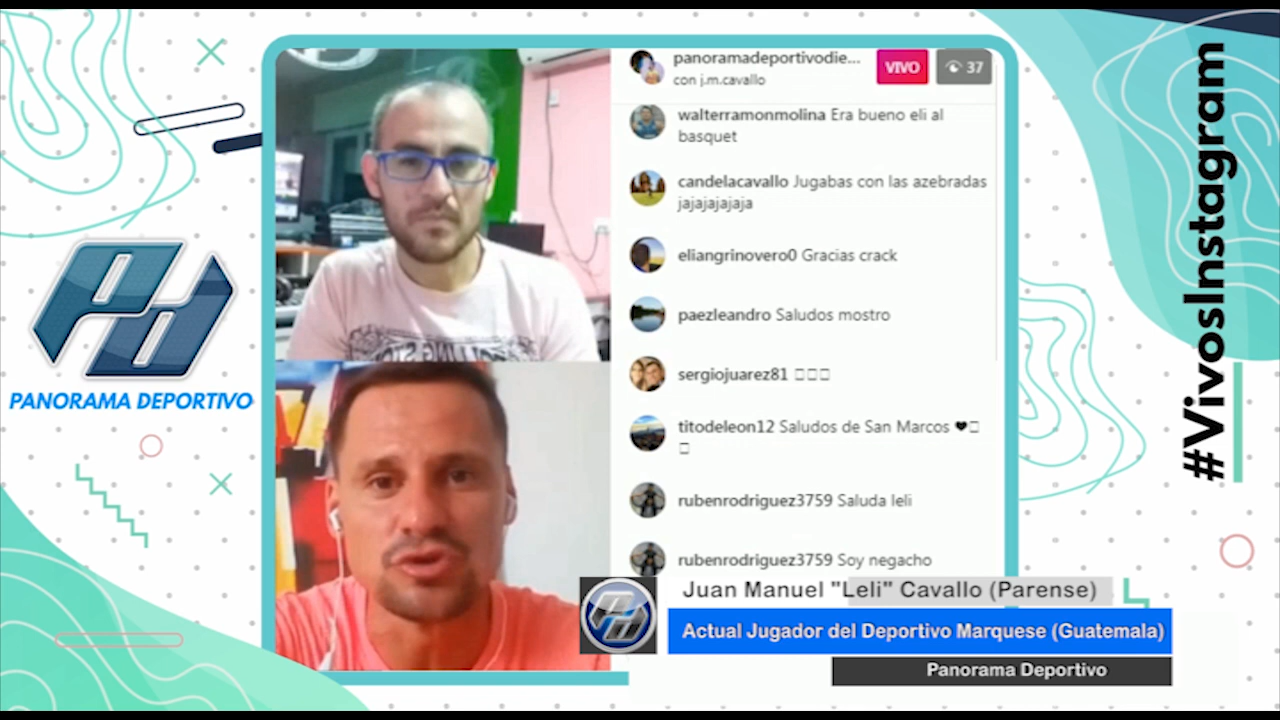 panoramadeportivodie...
con j.m.cavallo
VIVO
37
walterramonmolina Era bueno eli al
basquet
candelacavallo Jugabas con las azebradas
jajajajajaja
eliangrinovero0 Gracias crack
paezleandro Saludos mostro
sergiojuarez81
titodeleon12 Saludos de San Marcos ❤
rubenrodriguez3759 Saluda leli
rubenrodriguez3759 Soy negacho
PD
PANORAMA DEPORTIVO
#VivosInstagram
Juan Manuel "Leli" Cavallo (Parense)
Actual Jugador del Deportivo Marquese (Guatemala)
Panorama Deportivo